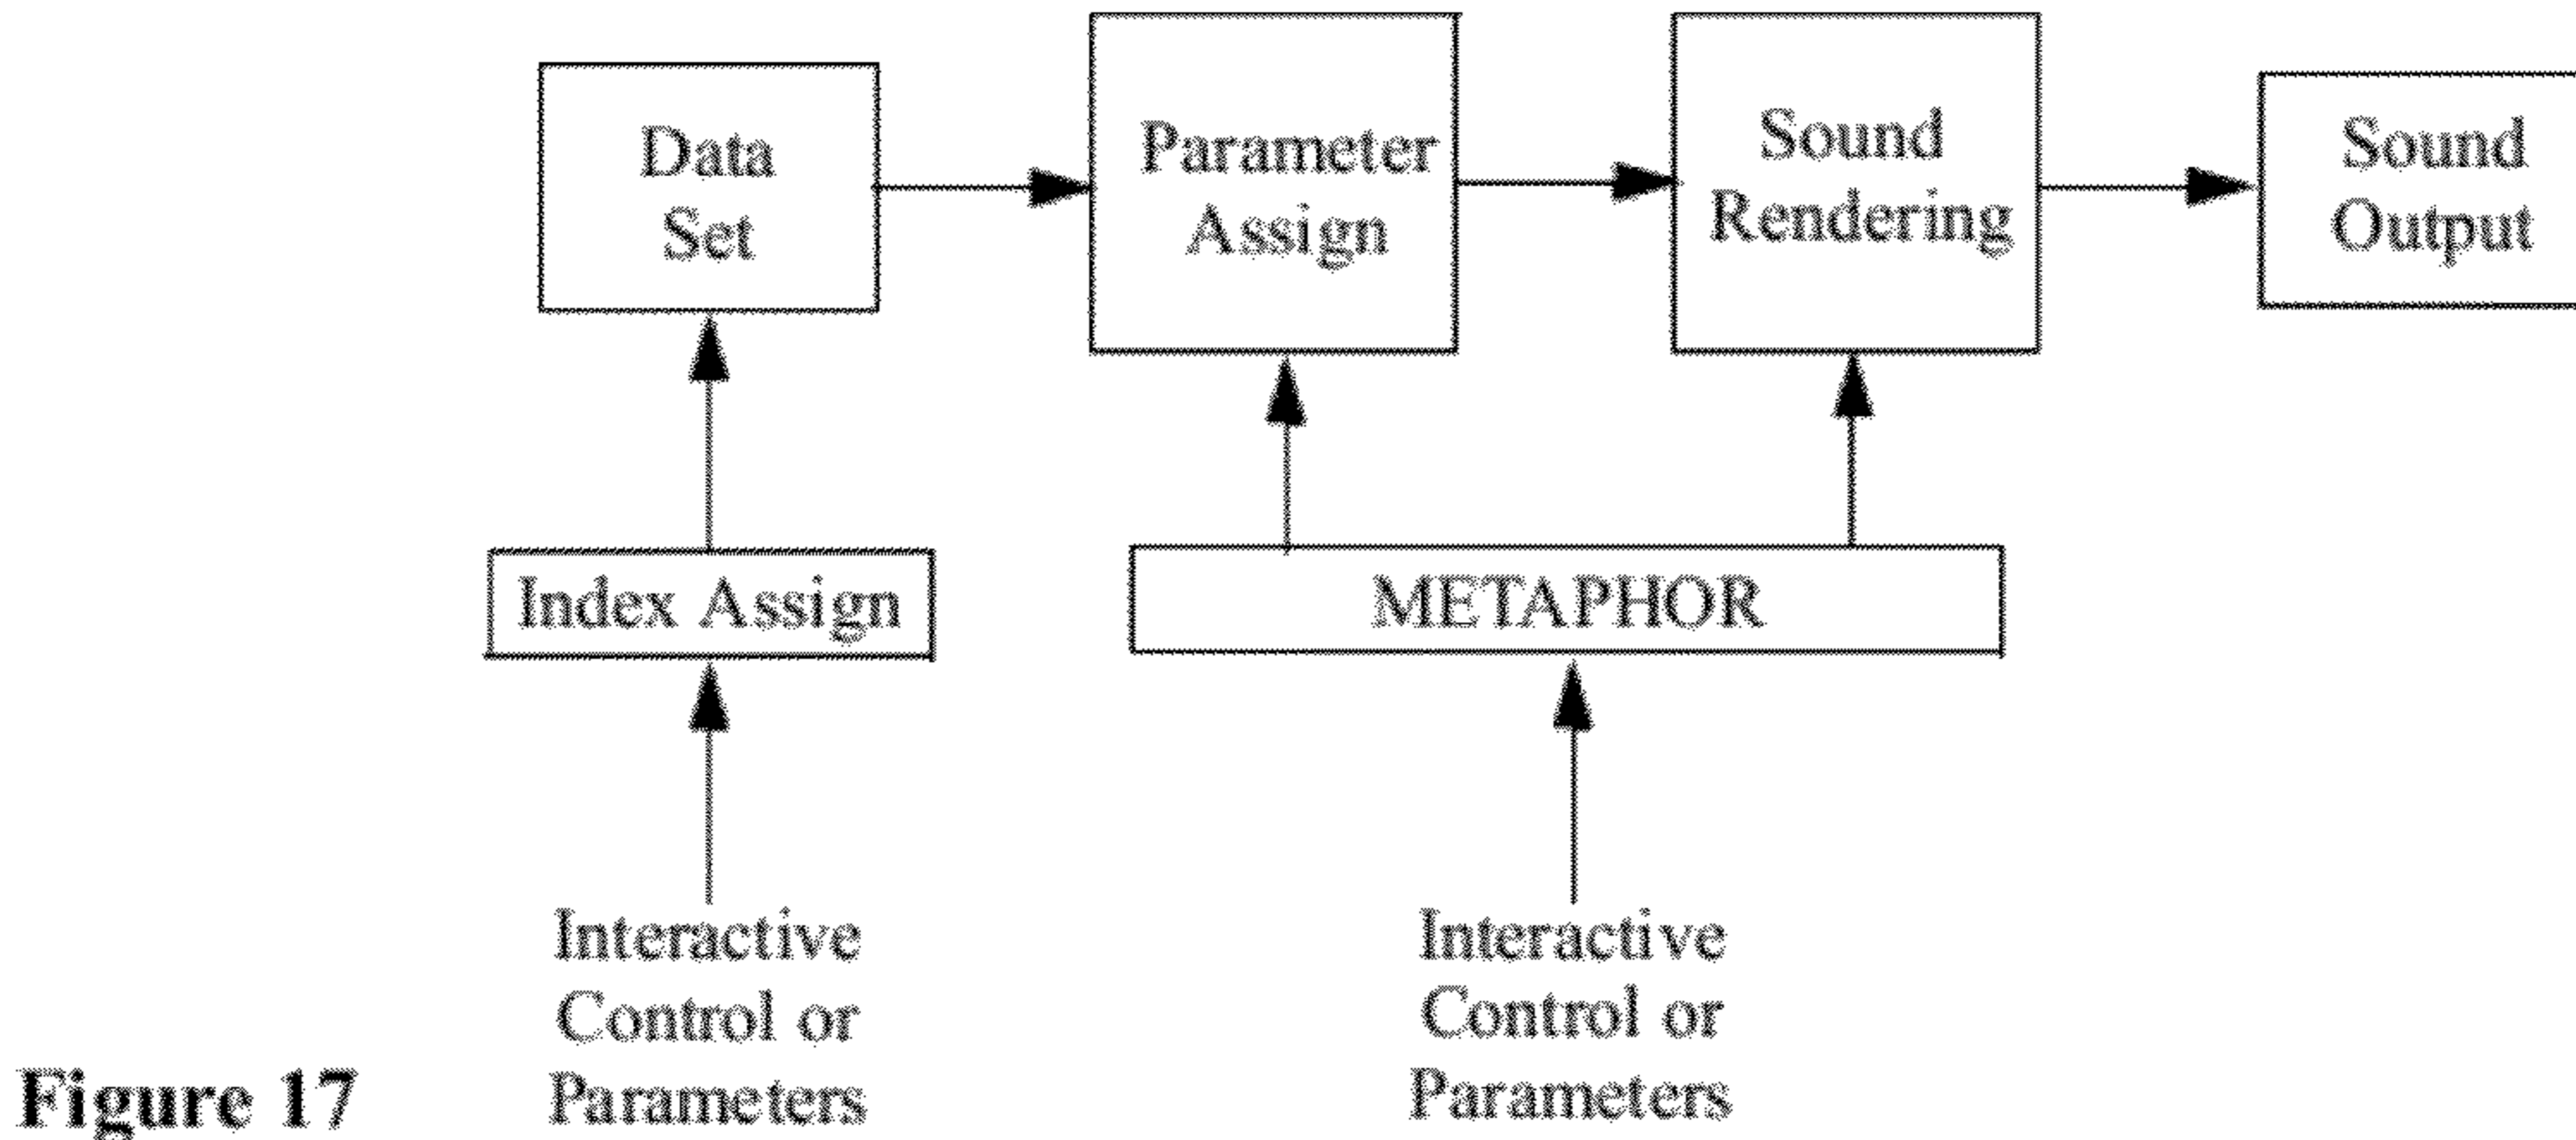 Data
Set
Parameter
Assign
Sound
Rendering
Sound
Output
Index Assign
METAPHOR
Interactive
Control or
Parameters
Interactive
Control or
Parameters
Figure 17